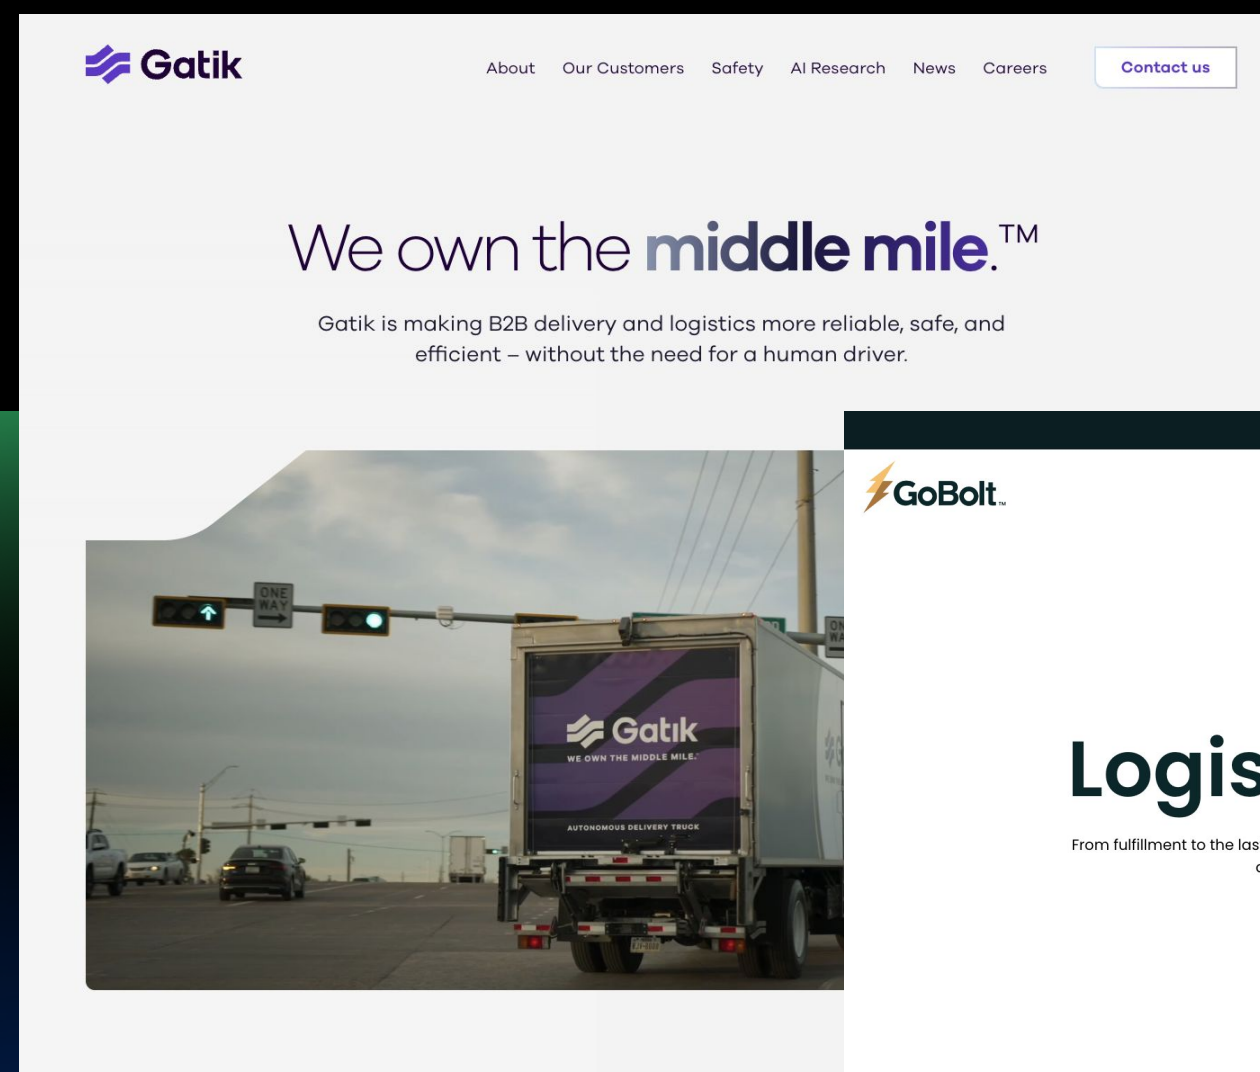 Gatik
About Our Customers Safety AI Research News Careers Contact us
We own the middle mile.™
Gatik is making B2B delivery and logistics more reliable, safe, and
efficient – without the need for a human driver.
GoBolt™
ONE
WAY
Gatik
WE OWN THE MIDDLE MILE.
AUTONOMOUS DELIVERY TRUCK
Logis
From fulfillment to the las